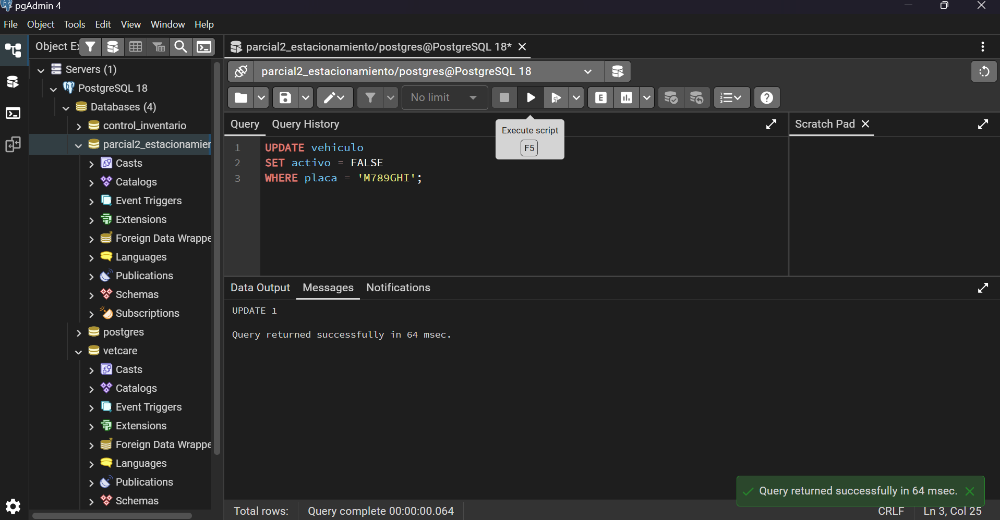 pgAdmin 4
File Object Tools Edit View Window Help
Object Ex
parcial2_estacionamiento/postgres@PostgreSQL 18*
Servers (1)
PostgreSQL 18
Databases (4)
control_inventario
parcial2_estacionamien
Casts
Catalogs
Event Triggers
Extensions
Foreign Data Wrappe
Languages
Publications
Schemas
Subscriptions
postgres
vetcare
Casts
Catalogs
Event Triggers
Extensions
Foreign Data Wrappe
Languages
Publications
Schemas
parcial2_estacionamiento/postgres@PostgreSQL 18
No limit
E
Query Query History
Execute script
F5
Scratch Pad
1 UPDATE vehiculo
2 SET activo = FALSE
3 WHERE placa = 'M789GHI';
Data Output Messages Notifications
UPDATE 1
Query returned successfully in 64 msec.
Query returned successfully in 64 msec.
Total rows: Query complete 00:00:00.064 CRLF Ln 3, Col 25